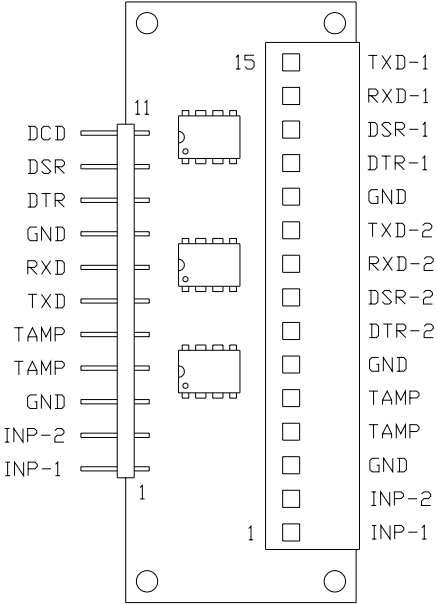 15
TXD-1
RXD-1
11
DCD
DSR-1
DSR
DTR-1
DTR
GND
GND
TXD-2
RXD
RXD-2
TXD
DSR-2
TAMP
DTR-2
TAMP
GND
GND
TAMP
INP-2
TAMP
INP-1
GND
1
INP-2
1
INP-1